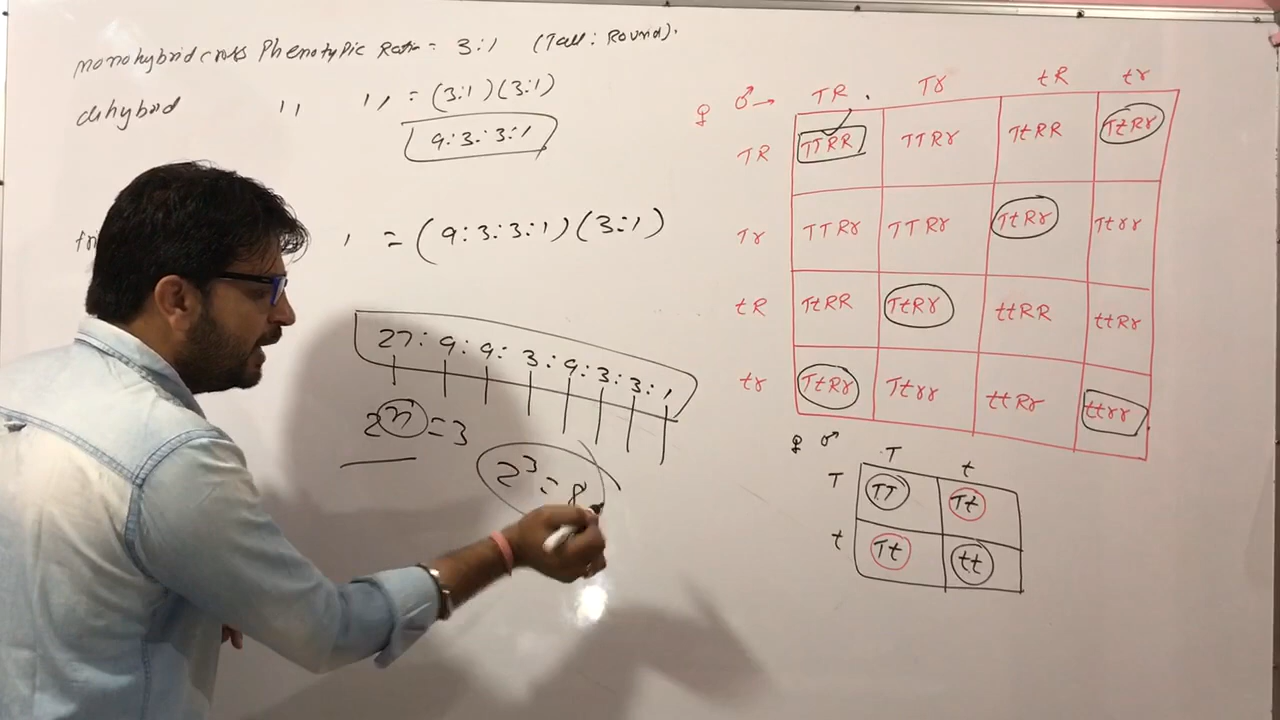 monohybrid cross Phenotypic Ratio = 3:1 (Tall : Round).
dihybrid ,, ,, = (3:1)(3:1)
9:3:3:1
= (9:3:3:1)(3:1)
27:9:9:3:9:3:3:1
2ⁿ = 3
2³ = 8
♀ ♂→ TR Tr tR tr
TR TTRR TTRr TtRR TtRr
Tr TTRr TTRr TtRr Ttrr
tR TtRR TtRr ttRR ttRr
tr TtRr Ttrr ttRr ttrr
♀ ♂ T t
T TT Tt
t Tt tt